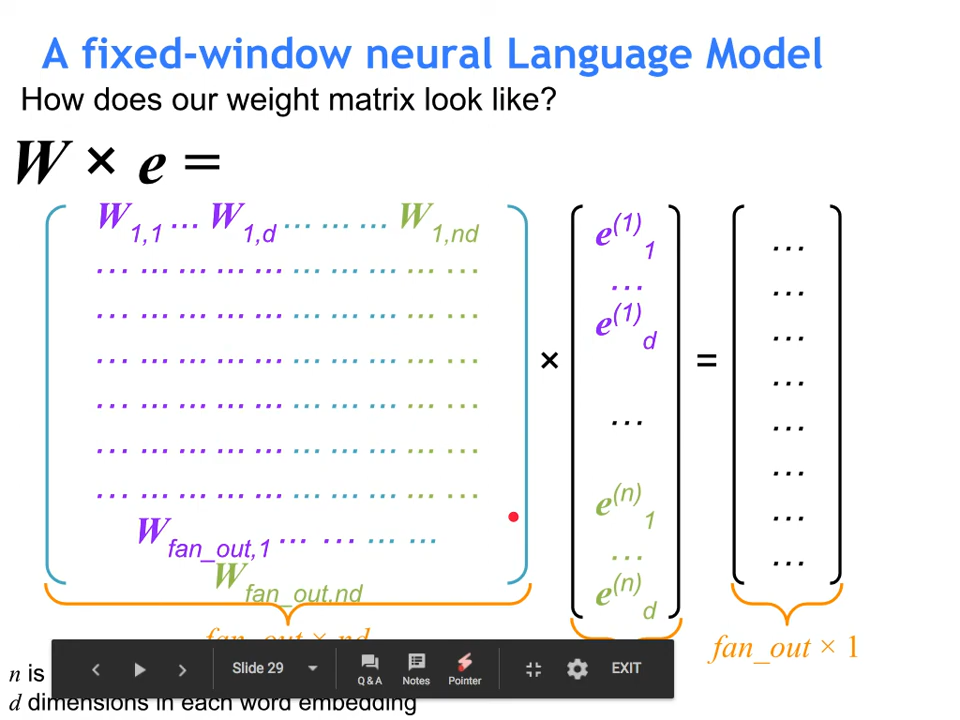 A fixed-window neural Language Model
How does our weight matrix look like?
W × e =
W1,1 ... W1,d ... ... ... W1,nd
... ... ... ... ... ... ... ... ... ...
... ... ... ... ... ... ... ... ... ...
... ... ... ... ... ... ... ... ... ...
... ... ... ... ... ... ... ... ... ...
... ... ... ... ... ... ... ... ... ...
... ... ... ... ... ... ... ... ... ...
Wfan_out,1 ... ... ... ...
Wfan_out,nd
×
e(1)1
...
e(1)d
...
e(n)1
...
e(n)d
=
...
...
...
...
...
...
...
...
fan_out × nd
fan_out × 1
n is
d dimensions in each word embedding
Slide 29
Q & A
Notes
Pointer
EXIT